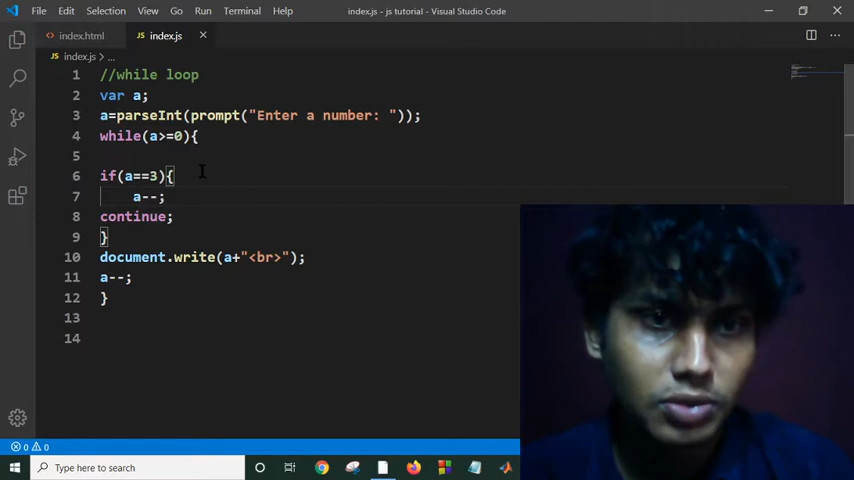 File Edit Selection View Go Run Terminal Help index.js - js tutorial - Visual Studio Code
index.html JS index.js
JS index.js > ...
1 //while loop
2 var a;
3 a=parseInt(prompt("Enter a number: "));
4 while(a>=0){
5
6 if(a==3){
7 a--;
8 continue;
9 }
10 document.write(a+"<br>");
11 a--;
12 }
13
14
0 0
Type here to search